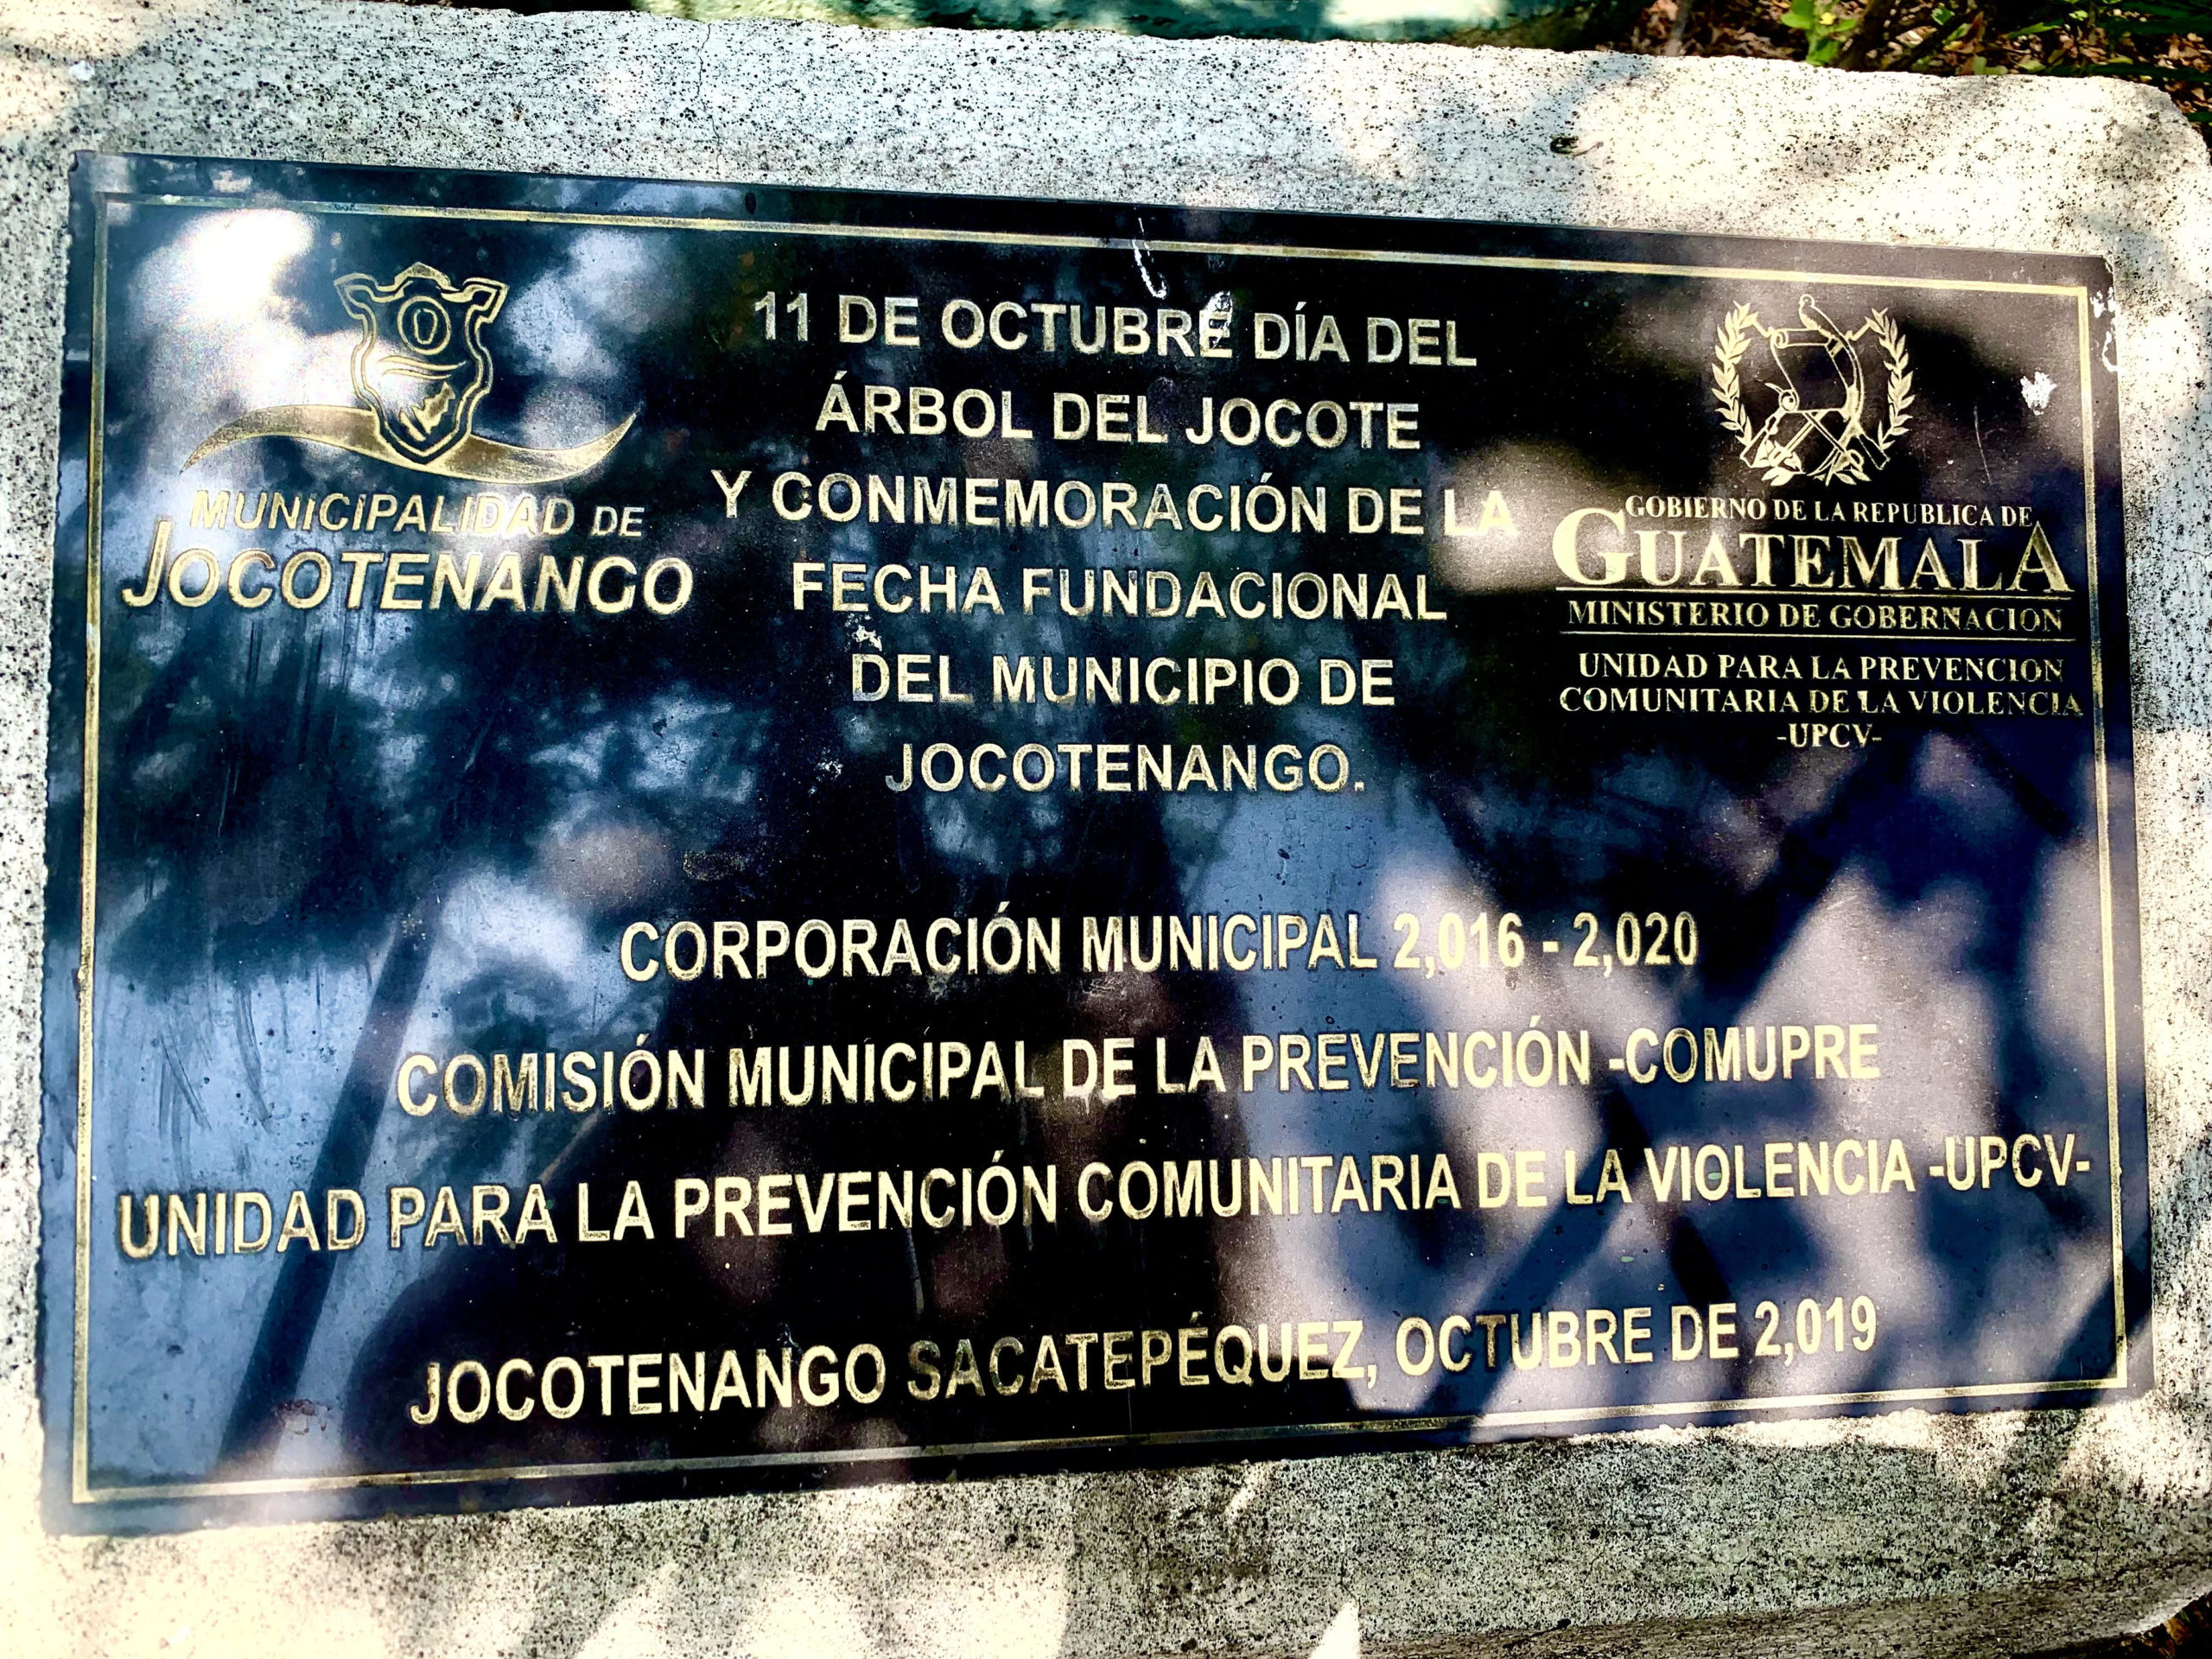 MUNICIPALIDAD DE
JOCOTENANGO
11 DE OCTUBRE DÍA DEL
ÁRBOL DEL JOCOTE
Y CONMEMORACIÓN DE LA
FECHA FUNDACIONAL
DEL MUNICIPIO DE
JOCOTENANGO.
GOBIERNO DE LA REPUBLICA DE
GUATEMALA
MINISTERIO DE GOBERNACION
UNIDAD PARA LA PREVENCION
COMUNITARIA DE LA VIOLENCIA
-UPCV-
CORPORACIÓN MUNICIPAL 2,016 - 2,020
COMISIÓN MUNICIPAL DE LA PREVENCIÓN -COMUPRE
UNIDAD PARA LA PREVENCIÓN COMUNITARIA DE LA VIOLENCIA -UPCV-
JOCOTENANGO SACATEPÉQUEZ, OCTUBRE DE 2,019